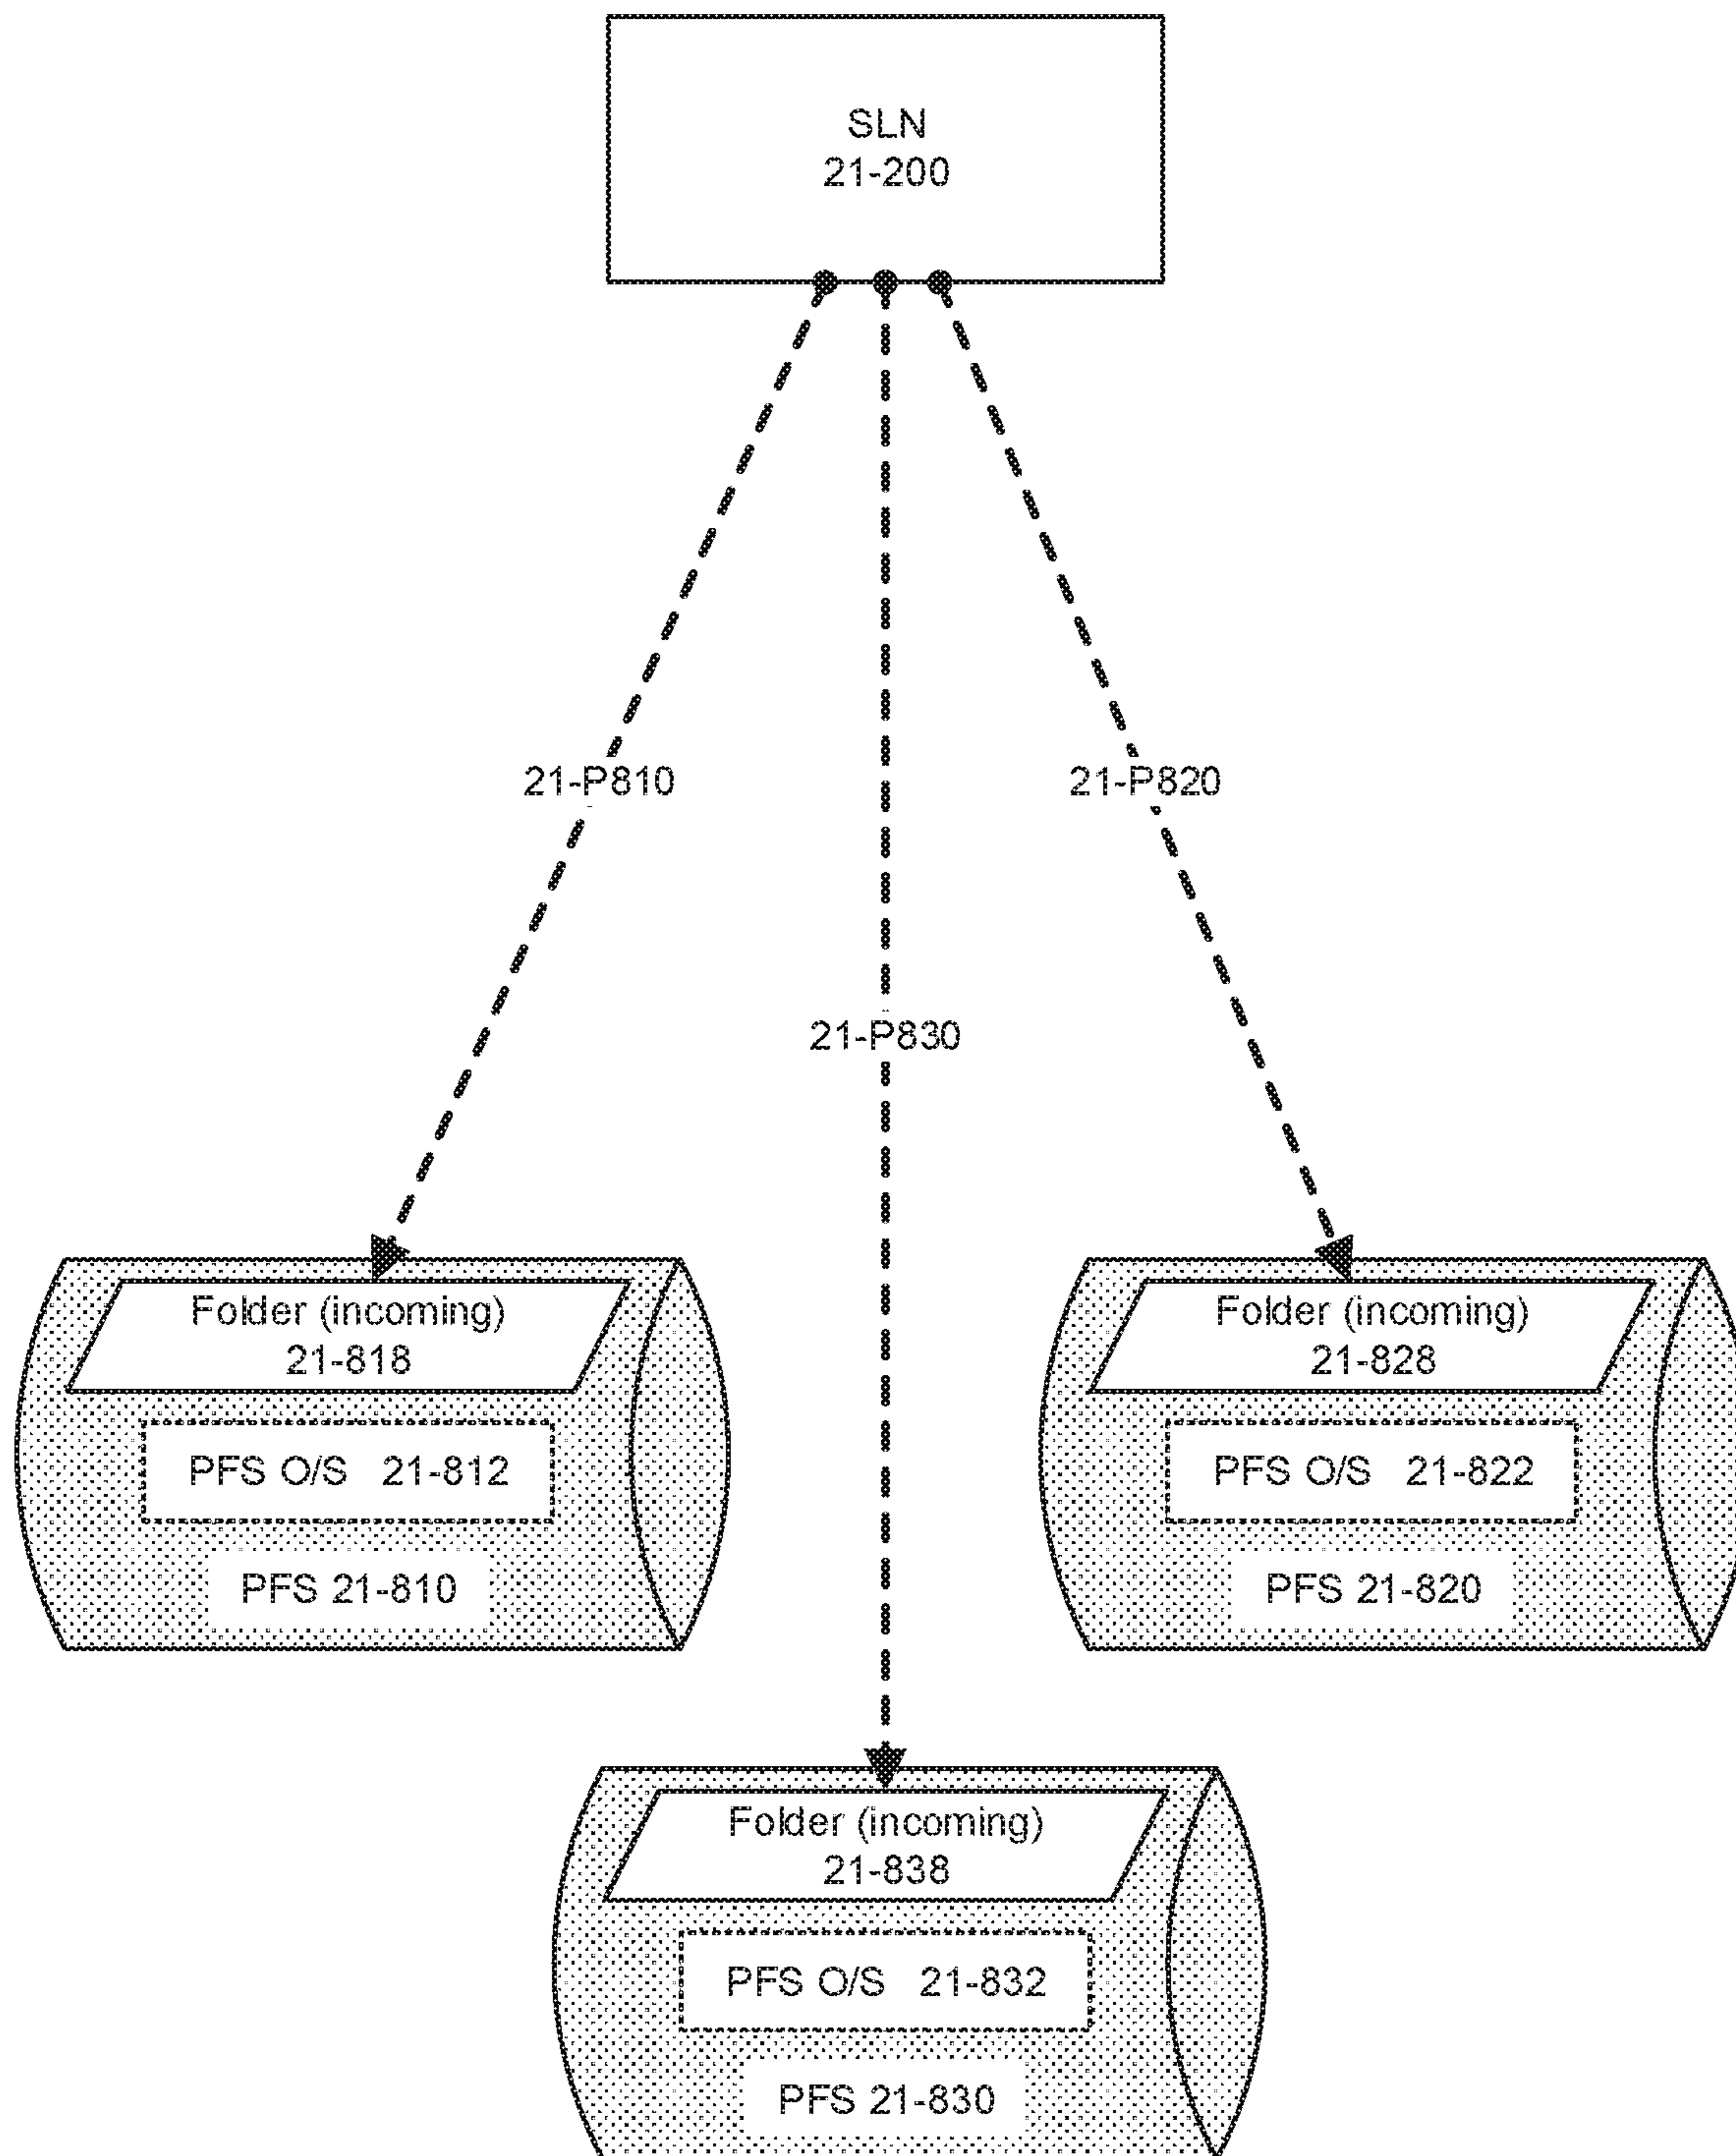 SLN
21-200
21-P810
21-P820
21-P830
Folder (incoming)
21-818
PFS O/S 21-812
PFS 21-810
Folder (incoming)
21-828
PFS O/S 21-822
PFS 21-820
Folder (incoming)
21-838
PFS O/S 21-832
PFS 21-830